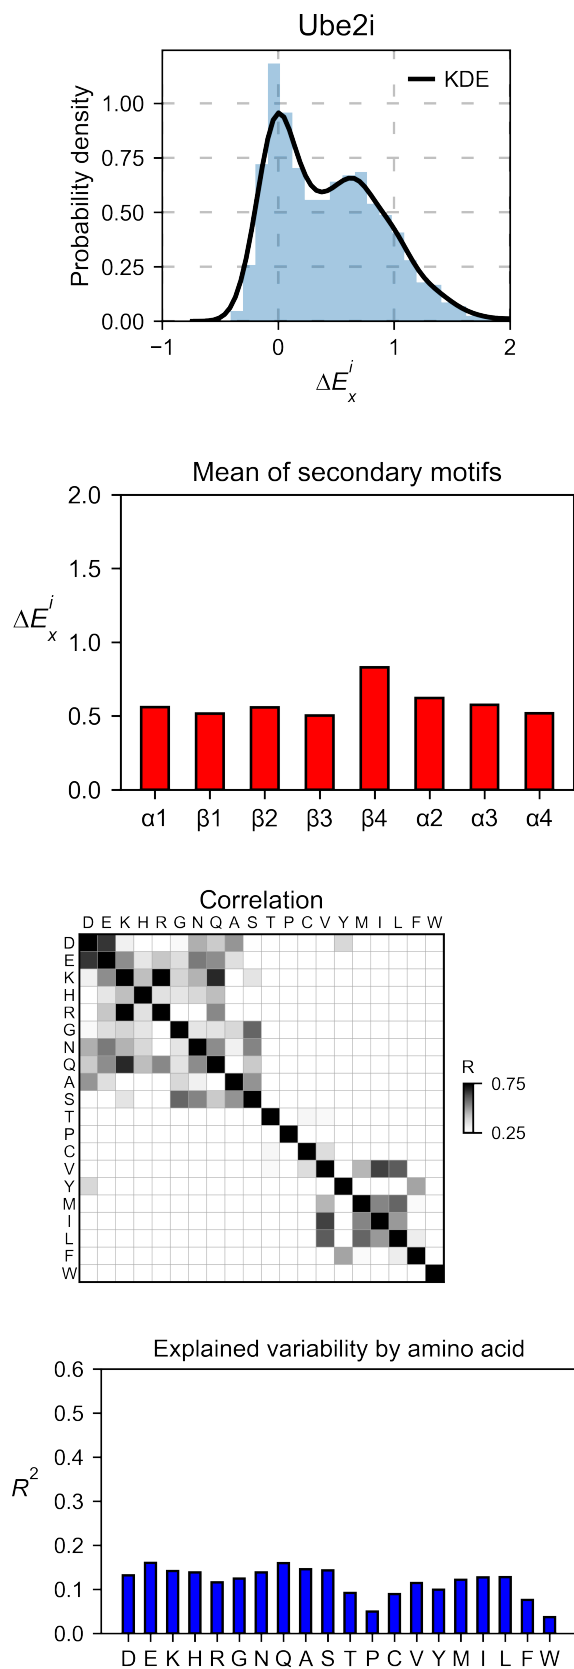 Ube2i
KDE
Probability density
1.00
0.75
0.50
0.25
0.00
−1 0 1 2
ΔE_x^i
Mean of secondary motifs
ΔE_x^i
2.0
1.5
1.0
0.5
0.0
α1 β1 β2 β3 β4 α2 α3 α4
Correlation
D E K H R G N Q A S T P C V Y M I L F W
D
E
K
H
R
G
N
Q
A
S
T
P
C
V
Y
M
I
L
F
W
R
0.75
0.25
Explained variability by amino acid
R²
0.6
0.5
0.4
0.3
0.2
0.1
0.0
D E K H R G N Q A S T P C V Y M I L F W